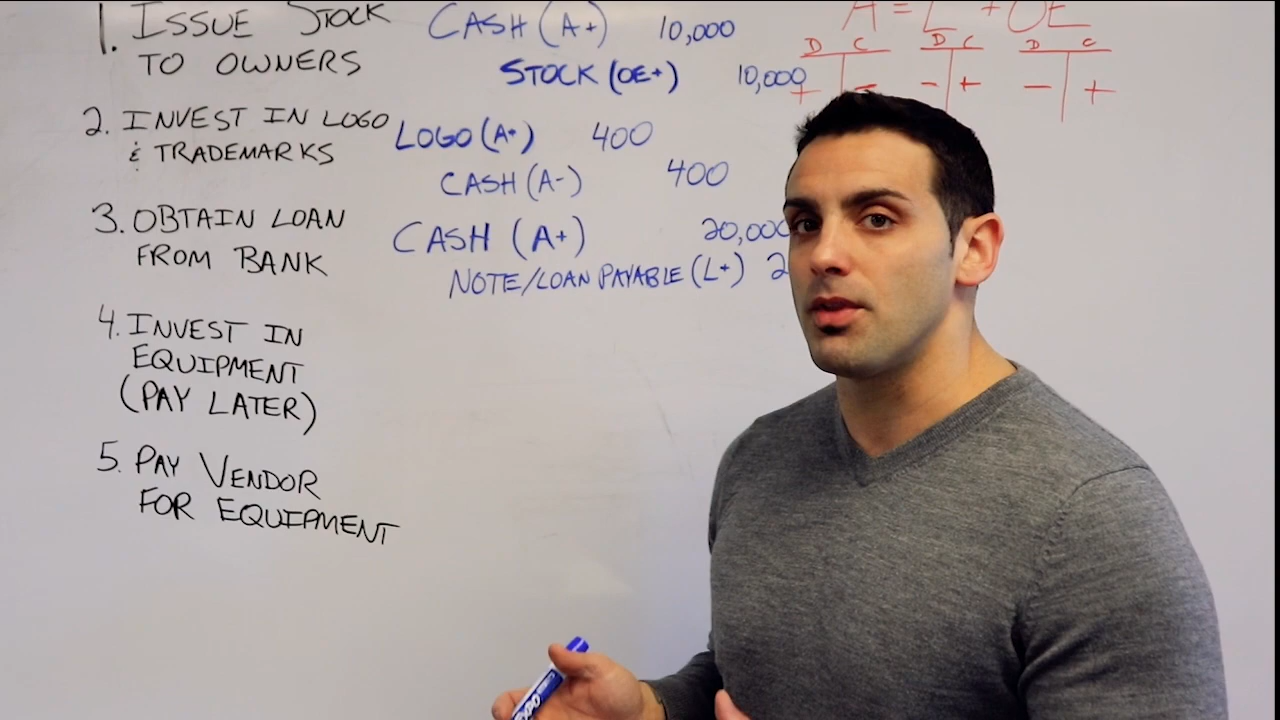 1. ISSUE STOCK
TO OWNERS
2. INVEST IN LOGO
& TRADEMARKS
3. OBTAIN LOAN
FROM BANK
4. INVEST IN
EQUIPMENT
(PAY LATER)
5. PAY VENDOR
FOR EQUIPMENT
CASH (A+) 10,000
STOCK (OE+) 10,000
LOGO (A+) 400
CASH (A-) 400
CASH (A+) 20,000
NOTE/LOAN PAYABLE (L+) 2
A = L + OE
D C D C D C
+ - - + - +